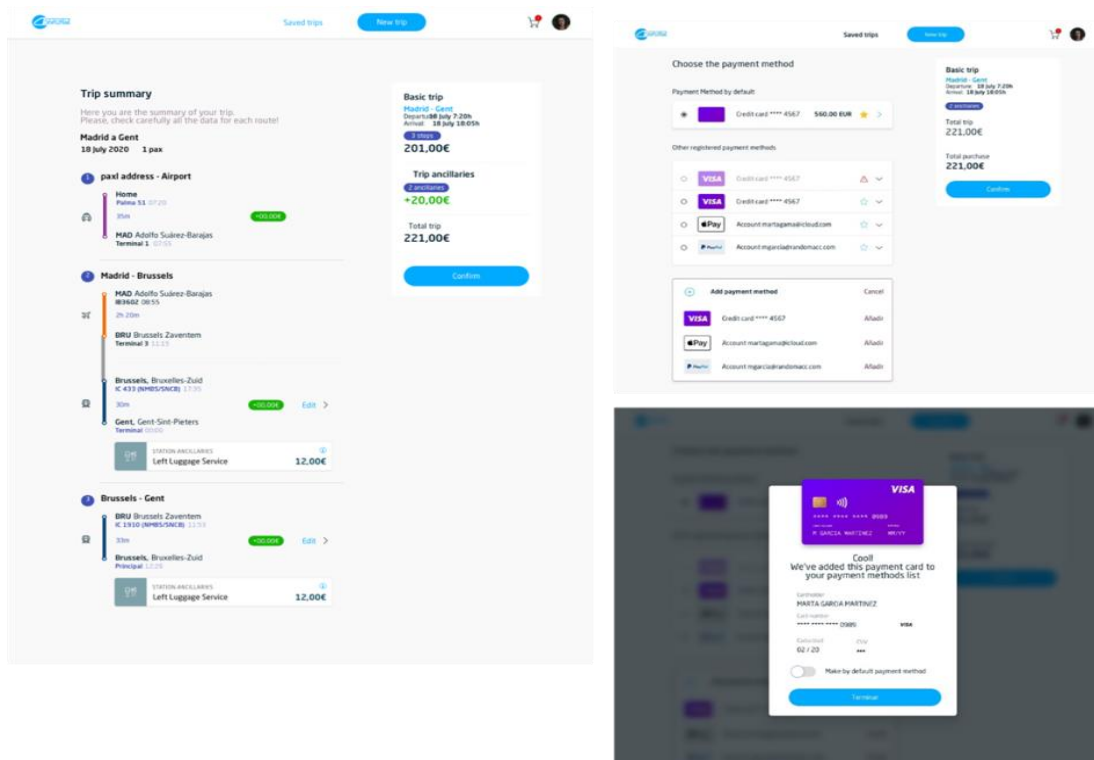 Saved trips
New trip
Trip summary
Here you are the summary of your trip.
Please, check carefully all the data for each route!
Madrid a Gent
18 July 2020 1 pax
1 paxl address - Airport
Home
Palma 51 07:20
35m +00.00€
MAD Adolfo Suárez-Barajas
Terminal 1 07:55
2 Madrid - Brussels
MAD Adolfo Suárez-Barajas
IB3602 08:55
2h 20m
BRU Brussels Zaventem
Terminal 3 11:15
Brussels, Bruxelles-Zuid
IC 433 (NMBS/SNCB) 17:35
30m +00.00€ Edit >
Gent, Gent-Sint-Pieters
Terminal 00:00
STATION ANCILLARIES
Left Luggage Service 12,00€
3 Brussels - Gent
BRU Brussels Zaventem
IC 1910 (NMBS/SNCB) 11:53
33m +00.00€ Edit >
Brussels, Bruxelles-Zuid
Principal 12:29
STATION ANCILLARIES
Left Luggage Service 12,00€
Basic trip
Madrid - Gent
Departure: 18 July 7:20h
Arrival: 18 July 18:05h
3 stops
201,00€
Trip ancillaries
2 ancillaries
+20,00€
Total trip
221,00€
Confirm
Saved trips
New trip
Choose the payment method
Payment Method by default
Credit card **** 4567 560,00 EUR
Other registered payment methods
VISA Credit card **** 4567
VISA Credit card **** 4567
Pay Account martagama@icloud.com
PayPal Account mgarcia@randomacc.com
Add payment method Cancel
VISA Credit card **** 4567 Añadir
Pay Account martagama@icloud.com Añadir
PayPal Account mgarcia@randomacc.com Añadir
Basic trip
Madrid - Gent
Departure: 18 July 7:20h
Arrival: 18 July 18:05h
2 ancillaries
Total trip
221,00€
Total purchase
221,00€
Confirm
VISA
**** **** **** 0989
M GARCIA MARTINEZ MM/YY
Cool!
We've added this payment card to
your payment methods list
Cardholder
MARTA GARCIA MARTINEZ
Card number
**** **** **** 0989 VISA
CVV
02 / 20 ***
Make by default payment method
Terminar